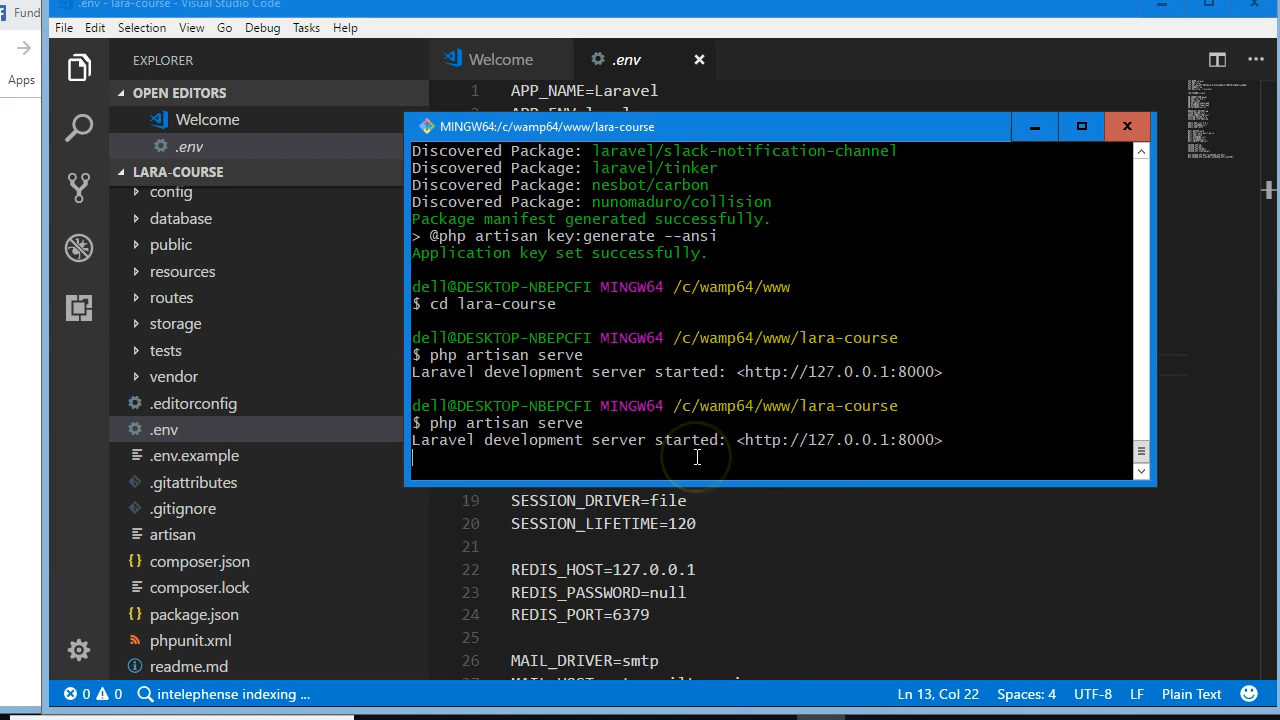 .env - lara-course - Visual Studio Code
Fund
File Edit Selection View Go Debug Tasks Help
Apps
EXPLORER
Welcome
.env
OPEN EDITORS
Welcome
.env
LARA-COURSE
config
database
public
resources
routes
storage
tests
vendor
.editorconfig
.env
.env.example
.gitattributes
.gitignore
artisan
composer.json
composer.lock
package.json
phpunit.xml
readme.md
1 APP_NAME=Laravel
MINGW64:/c/wamp64/www/lara-course
Discovered Package: laravel/slack-notification-channel
Discovered Package: laravel/tinker
Discovered Package: nesbot/carbon
Discovered Package: nunomaduro/collision
Package manifest generated successfully.
> @php artisan key:generate --ansi
Application key set successfully.
dell@DESKTOP-NBEPCFI MINGW64 /c/wamp64/www
$ cd lara-course
dell@DESKTOP-NBEPCFI MINGW64 /c/wamp64/www/lara-course
$ php artisan serve
Laravel development server started: <http://127.0.0.1:8000>
dell@DESKTOP-NBEPCFI MINGW64 /c/wamp64/www/lara-course
$ php artisan serve
Laravel development server started: <http://127.0.0.1:8000>
19 SESSION_DRIVER=file
20 SESSION_LIFETIME=120
21
22 REDIS_HOST=127.0.0.1
23 REDIS_PASSWORD=null
24 REDIS_PORT=6379
25
26 MAIL_DRIVER=smtp
0 0 intelephense indexing ...
Ln 13, Col 22 Spaces: 4 UTF-8 LF Plain Text